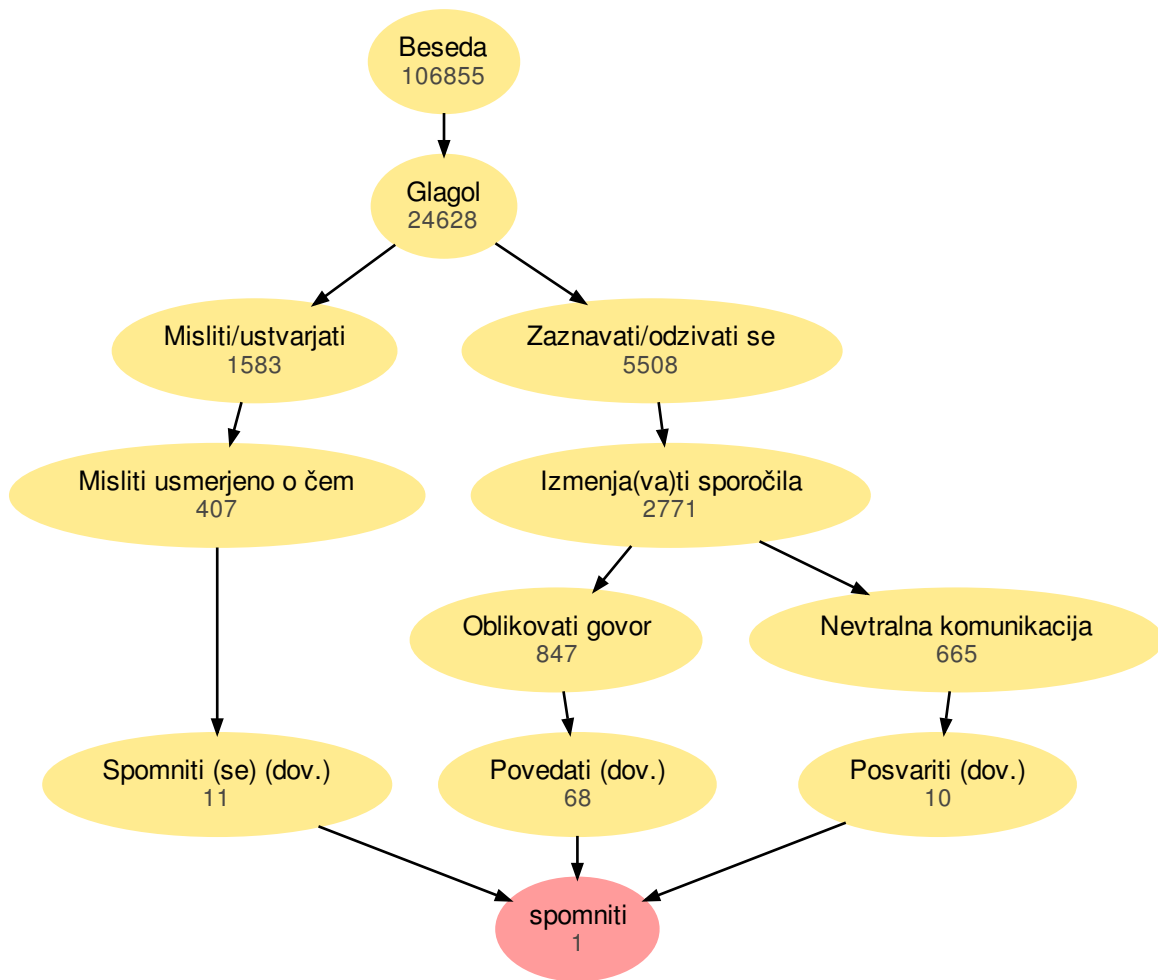 Beseda
106855
Glagol
24628
Misliti/ustvarjati
1583
Zaznavati/odzivati se
5508
Misliti usmerjeno o čem
407
Izmenja(va)ti sporočila
2771
Oblikovati govor
847
Nevtralna komunikacija
665
Spomniti (se) (dov.)
11
Povedati (dov.)
68
Posvariti (dov.)
10
spomniti
1